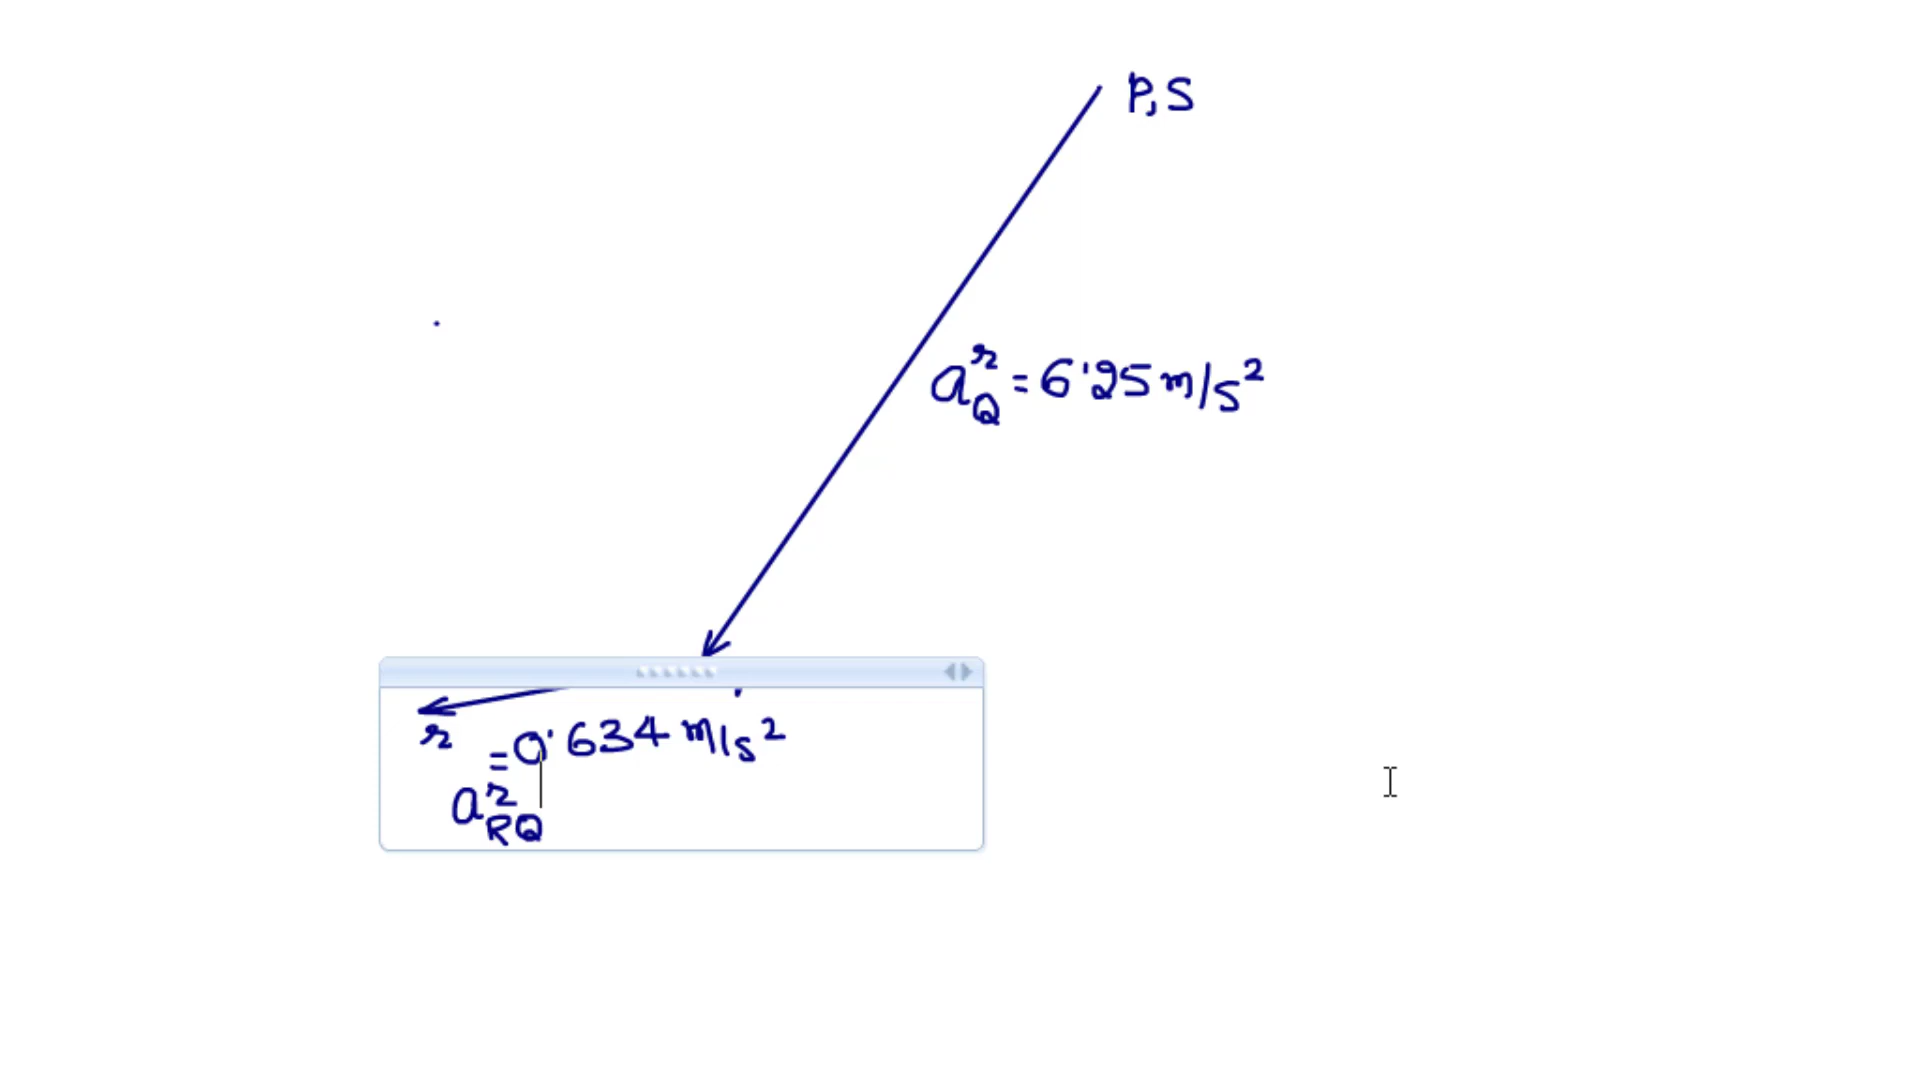 P, S
a^r_Q = 6.25 m/s²
r
= 0.634 m/s²
a^r_RQ